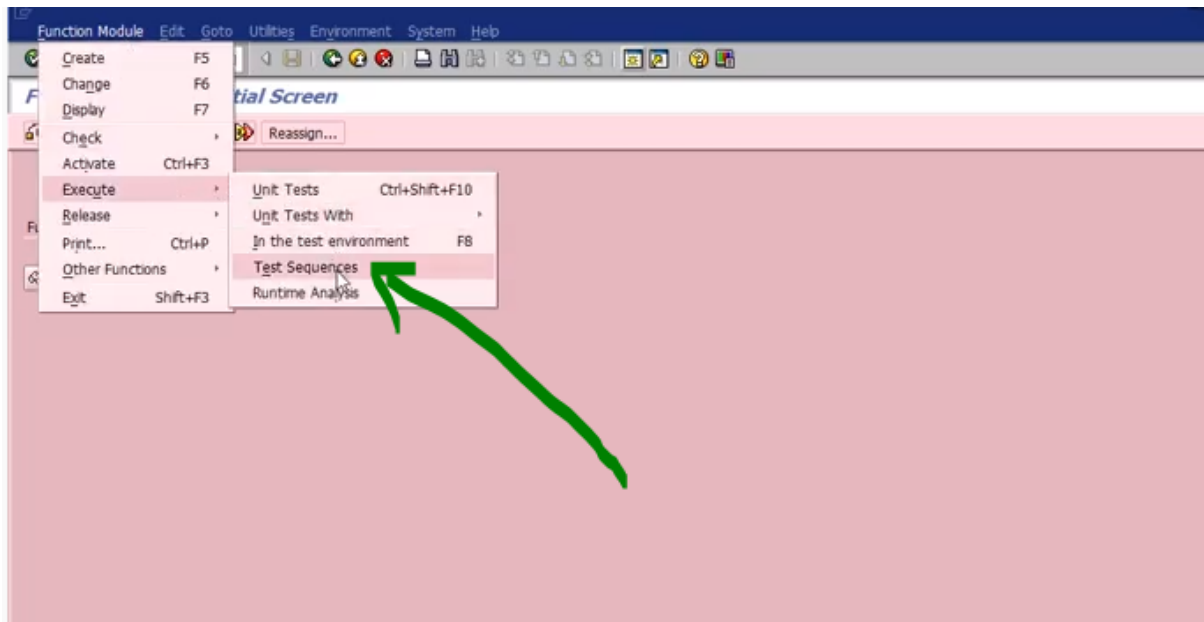 Function Module Edit Goto Utilities Environment System Help
Create F5
Change F6
Display F7
tial Screen
Check
Reassign...
Activate Ctrl+F3
Execute
Unit Tests Ctrl+Shift+F10
Release
Unit Tests With
Print... Ctrl+P
In the test environment F8
Other Functions
Test Sequences
Exit Shift+F3
Runtime Analysis